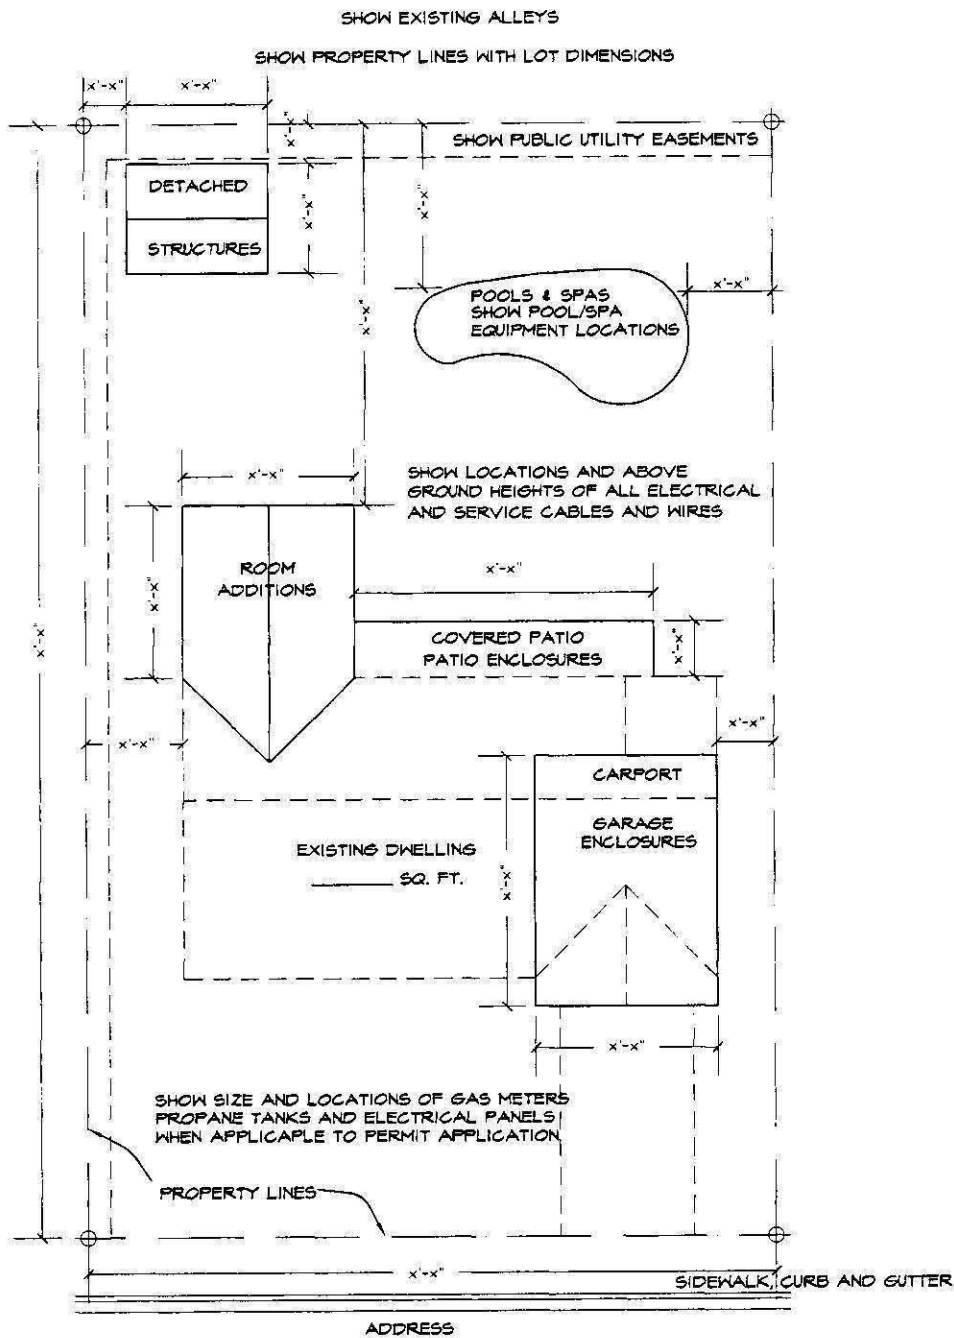 SHOW EXISTING ALLEYS
SHOW PROPERTY LINES WITH LOT DIMENSIONS
x'-x"
x'-x"
x'-x"
SHOW PUBLIC UTILITY EASEMENTS
DETACHED
STRUCTURES
x'-x"
x'-x"
x'-x"
x'-x"
POOLS & SPAS
SHOW POOL/SPA
EQUIPMENT LOCATIONS
x'-x"
SHOW LOCATIONS AND ABOVE
GROUND HEIGHTS OF ALL ELECTRICAL
AND SERVICE CABLES AND WIRES
ROOM
ADDITIONS
x'-x"
x'-x"
x'-x"
COVERED PATIO
PATIO ENCLOSURES
x'-x"
x'-x"
x'-x"
CARPORT
GARAGE
ENCLOSURES
EXISTING DWELLING
SQ. FT.
x'-x"
x'-x"
SHOW SIZE AND LOCATIONS OF GAS METERS
PROPANE TANKS AND ELECTRICAL PANELS
WHEN APPLICAPLE TO PERMIT APPLICATION
PROPERTY LINES
x'-x"
SIDEWALK, CURB AND GUTTER
ADDRESS